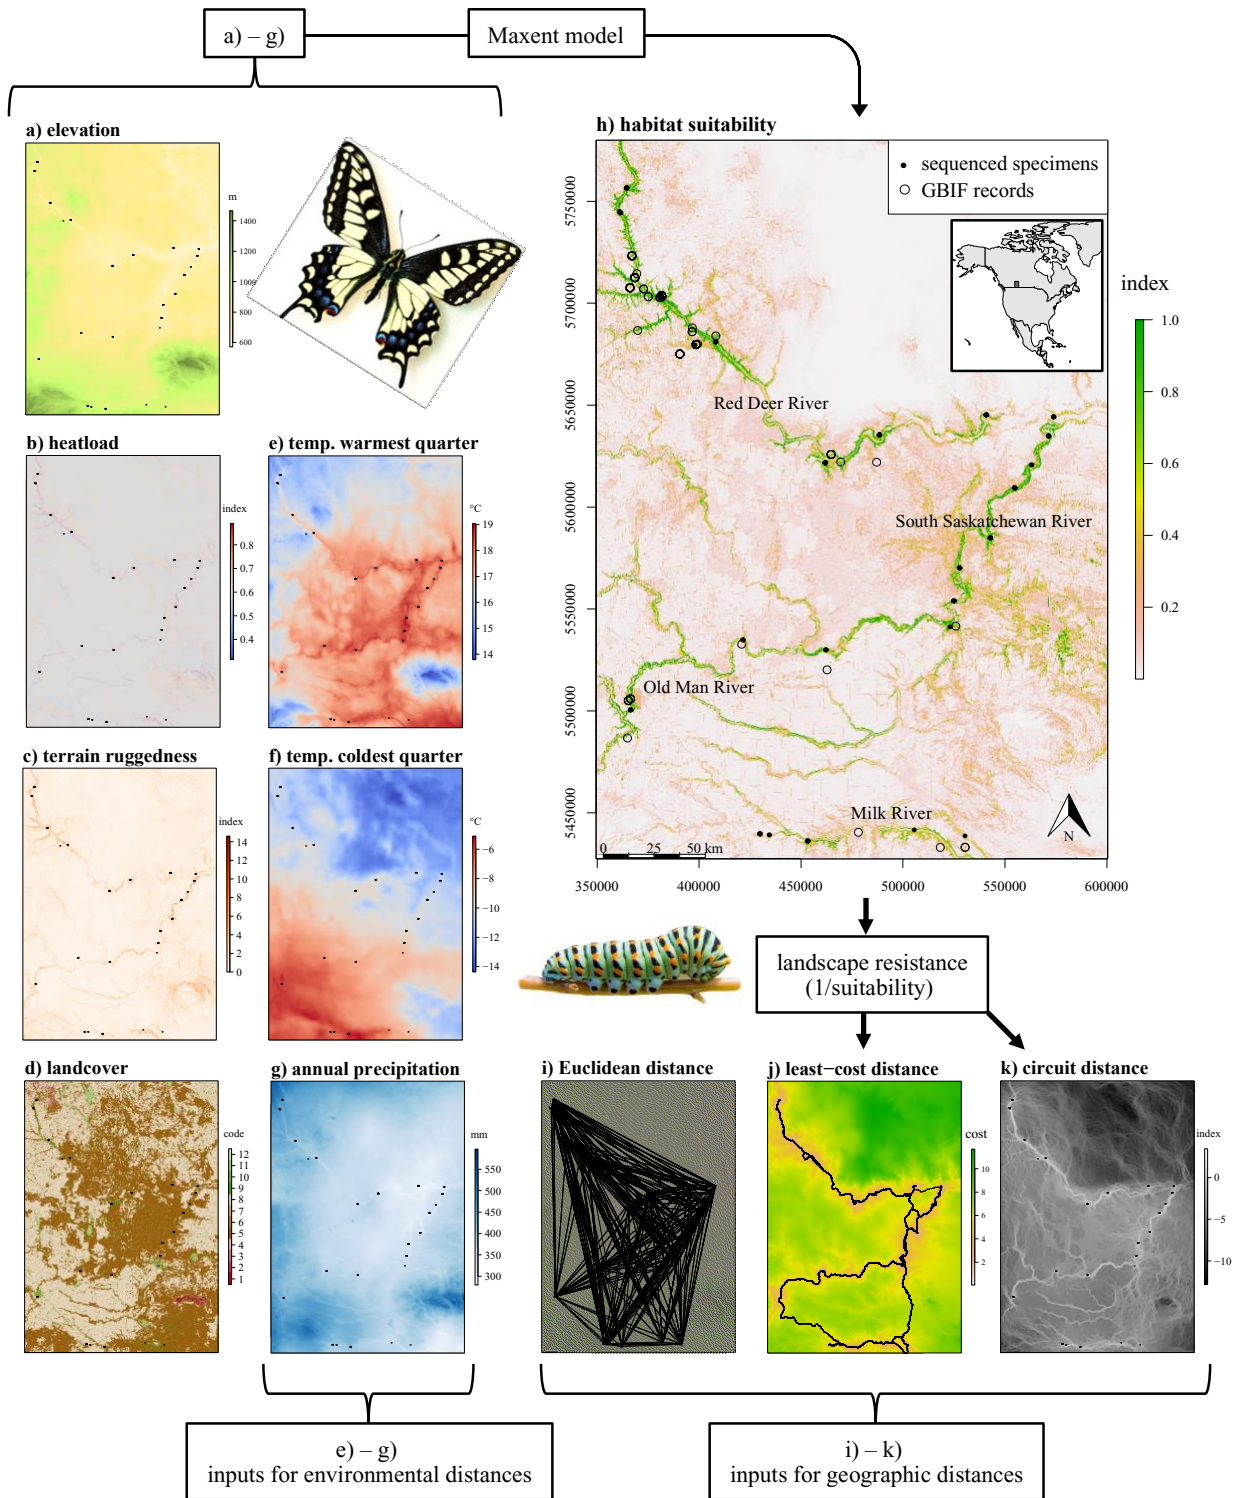 a) – g)
Maxent model
a) elevation
m
1400
1200
1000
800
600
h) habitat suitability
sequenced specimens
GBIF records
index
1.0
0.8
0.6
0.4
0.2
5750000
5700000
5650000
5600000
5550000
5500000
5450000
Red Deer River
South Saskatchewan River
Old Man River
Milk River
N
0 25 50 km
350000 400000 450000 500000 550000 600000
b) heatload
index
0.8
0.7
0.6
0.5
0.4
e) temp. warmest quarter
°C
19
18
17
16
15
14
c) terrain ruggedness
index
14
12
10
8
6
4
2
0
f) temp. coldest quarter
°C
−6
−8
−10
−12
−14
landscape resistance
(1/suitability)
d) landcover
code
12
11
10
9
8
7
6
5
4
3
2
1
g) annual precipitation
mm
550
500
450
400
350
300
i) Euclidean distance
j) least−cost distance
cost
10
8
6
4
2
k) circuit distance
index
0
−5
−10
e) – g)
inputs for environmental distances
i) – k)
inputs for geographic distances